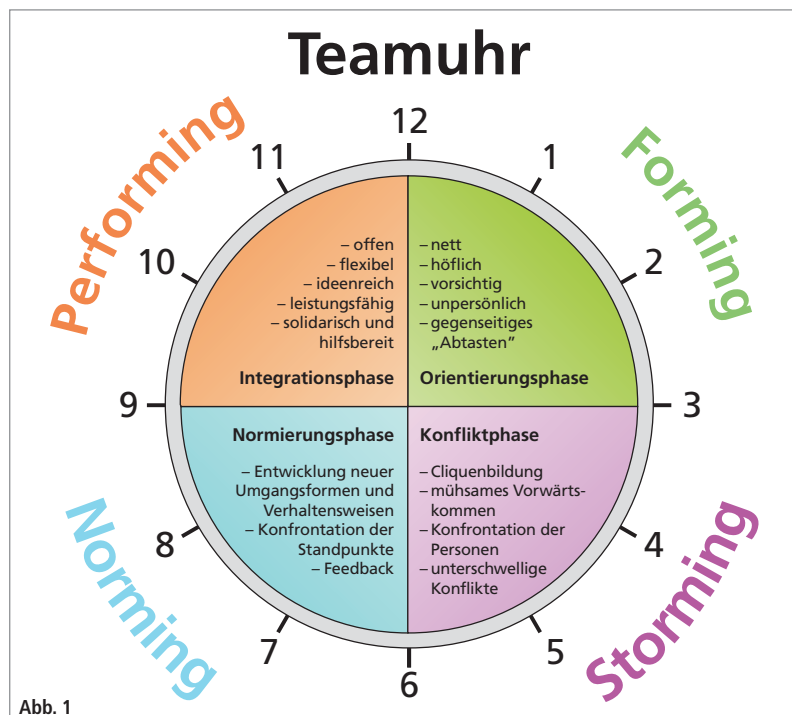 Teamuhr
Performing
Forming
12
1
2
3
4
5
6
7
8
9
10
11
– offen
– flexibel
– ideenreich
– leistungsfähig
– solidarisch und
hilfsbereit
Integrationsphase
– nett
– höflich
– vorsichtig
– unpersönlich
– gegenseitiges
„Abtasten”
Orientierungsphase
Normierungsphase
– Entwicklung neuer
Umgangsformen und
Verhaltensweisen
– Konfrontation der
Standpunkte
– Feedback
Konfliktphase
– Cliquenbildung
– mühsames Vorwärts-
kommen
– Konfrontation der
Personen
– unterschwellige
Konflikte
Norming
Storming
Abb. 1